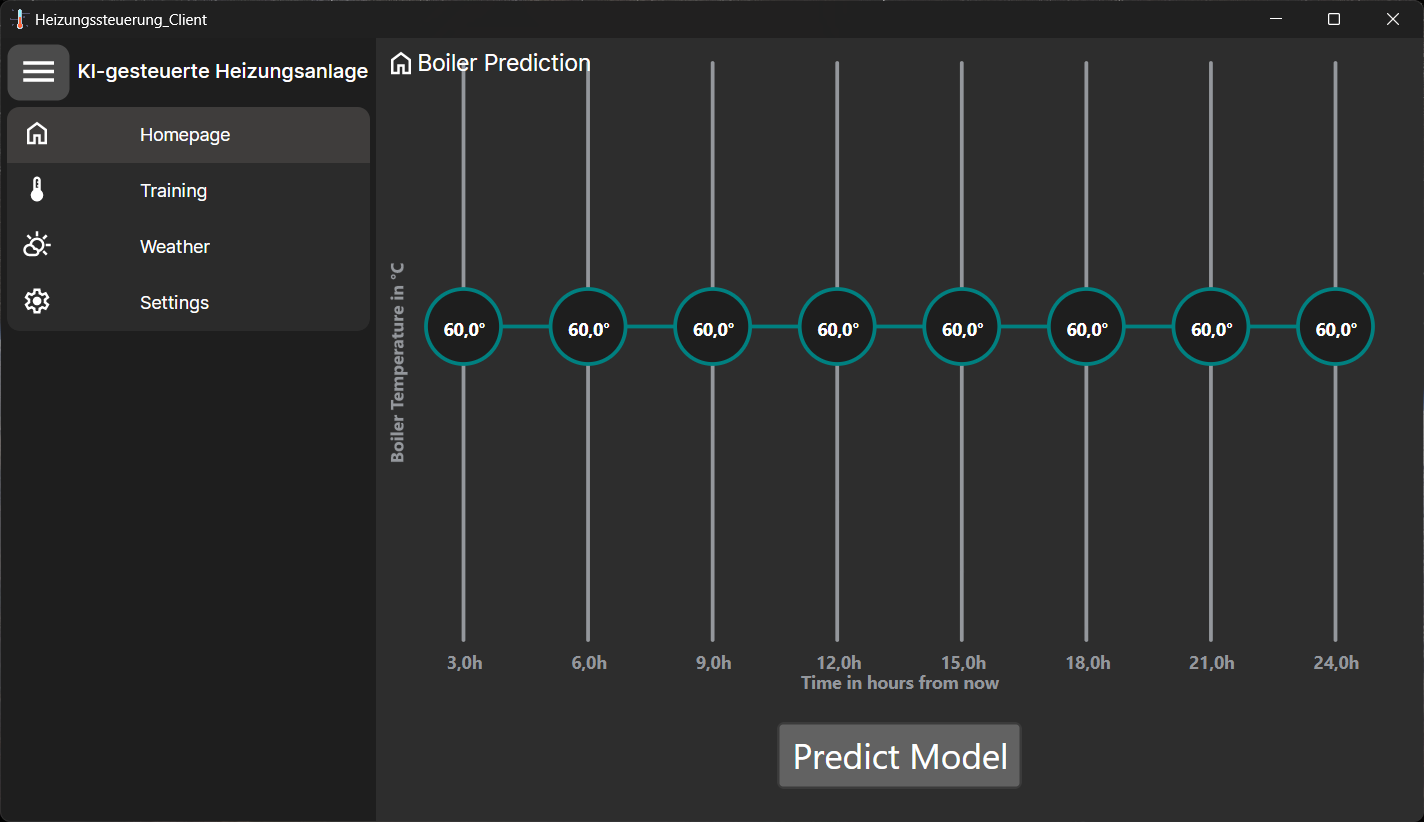 Heizungssteuerung_Client
KI-gesteuerte Heizungsanlage
Homepage
Training
Weather
Settings
Boiler Prediction
Boiler Temperature in °C
60,0° 60,0° 60,0° 60,0° 60,0° 60,0° 60,0° 60,0°
3,0h 6,0h 9,0h 12,0h 15,0h 18,0h 21,0h 24,0h
Time in hours from now
Predict Model